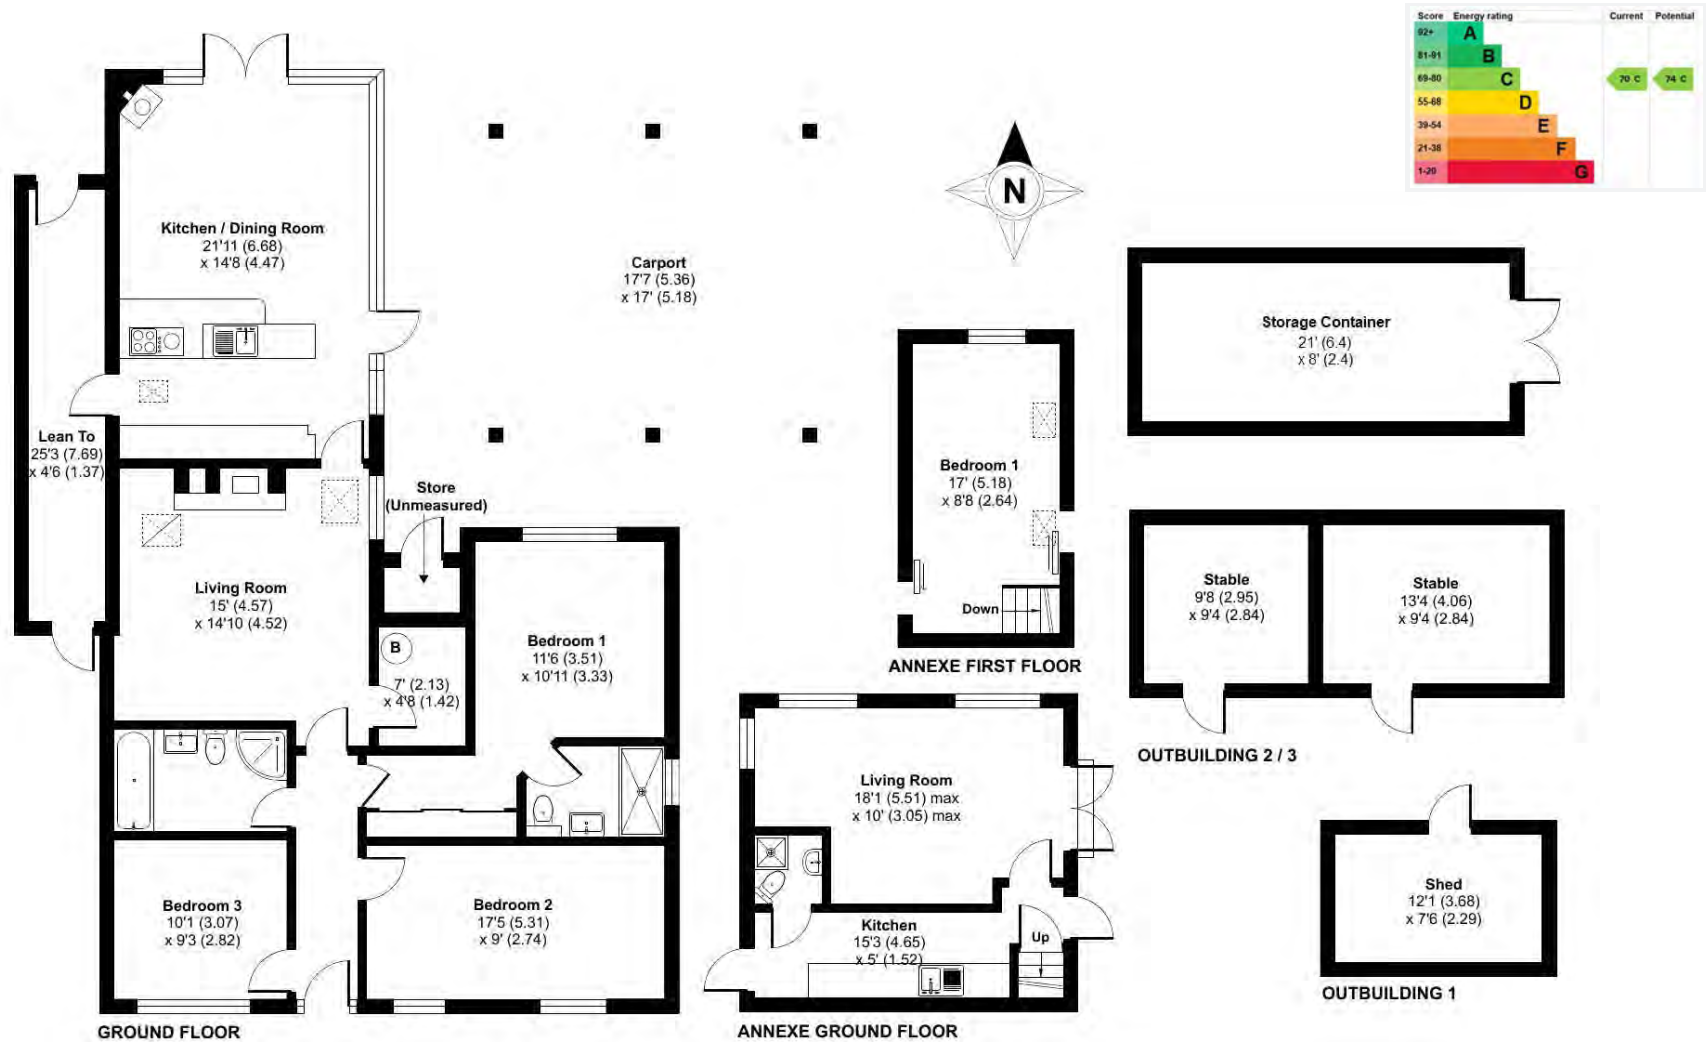 Score Energy rating Current Potential
92+ A
81-91 B
69-80 C 70 C 74 C
55-68 D
39-54 E
21-38 F
1-20 G
N
Kitchen / Dining Room
21'11 (6.68)
x 14'8 (4.47)
Carport
17'7 (5.36)
x 17' (5.18)
Lean To
25'3 (7.69)
x 4'6 (1.37)
Store
(Unmeasured)
Living Room
15' (4.57)
x 14'10 (4.52)
B
7' (2.13)
x 4'8 (1.42)
Bedroom 1
11'6 (3.51)
x 10'11 (3.33)
Bedroom 3
10'1 (3.07)
x 9'3 (2.82)
Bedroom 2
17'5 (5.31)
x 9' (2.74)
GROUND FLOOR
Bedroom 1
17' (5.18)
x 8'8 (2.64)
Down
ANNEXE FIRST FLOOR
Living Room
18'1 (5.51) max
x 10' (3.05) max
Kitchen
15'3 (4.65)
x 5' (1.52)
Up
ANNEXE GROUND FLOOR
Storage Container
21' (6.4)
x 8' (2.4)
Stable
9'8 (2.95)
x 9'4 (2.84)
Stable
13'4 (4.06)
x 9'4 (2.84)
OUTBUILDING 2 / 3
Shed
12'1 (3.68)
x 7'6 (2.29)
OUTBUILDING 1